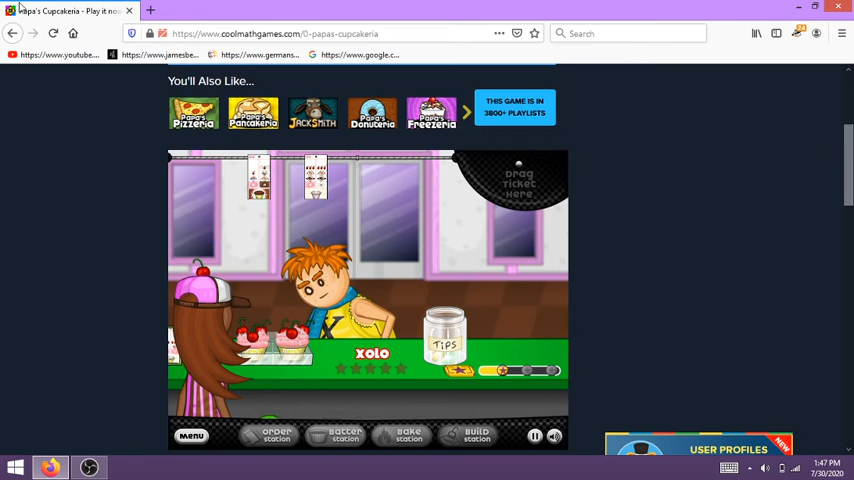 Papa's Cupcakeria - Play it now
https://www.coolmathgames.com/0-papas-cupcakeria
Search
24
https://www.youtube....
https://www.jamesbe...
https://www.germans...
https://www.google.c...
You'll Also Like...
PAPA'S PIZZERIA
PAPA'S PANCAKERIA
JACKSMITH
PAPA'S DONUTERIA
PAPA'S FREEZERIA
THIS GAME IS IN
3800+ PLAYLISTS
DRAG
TICKET
HERE
X
TIPS
XOLO
MENU
ORDER STATION
BATTER STATION
BAKE STATION
BUILD STATION
NEW
USER PROFILES
1:47 PM
7/30/2020